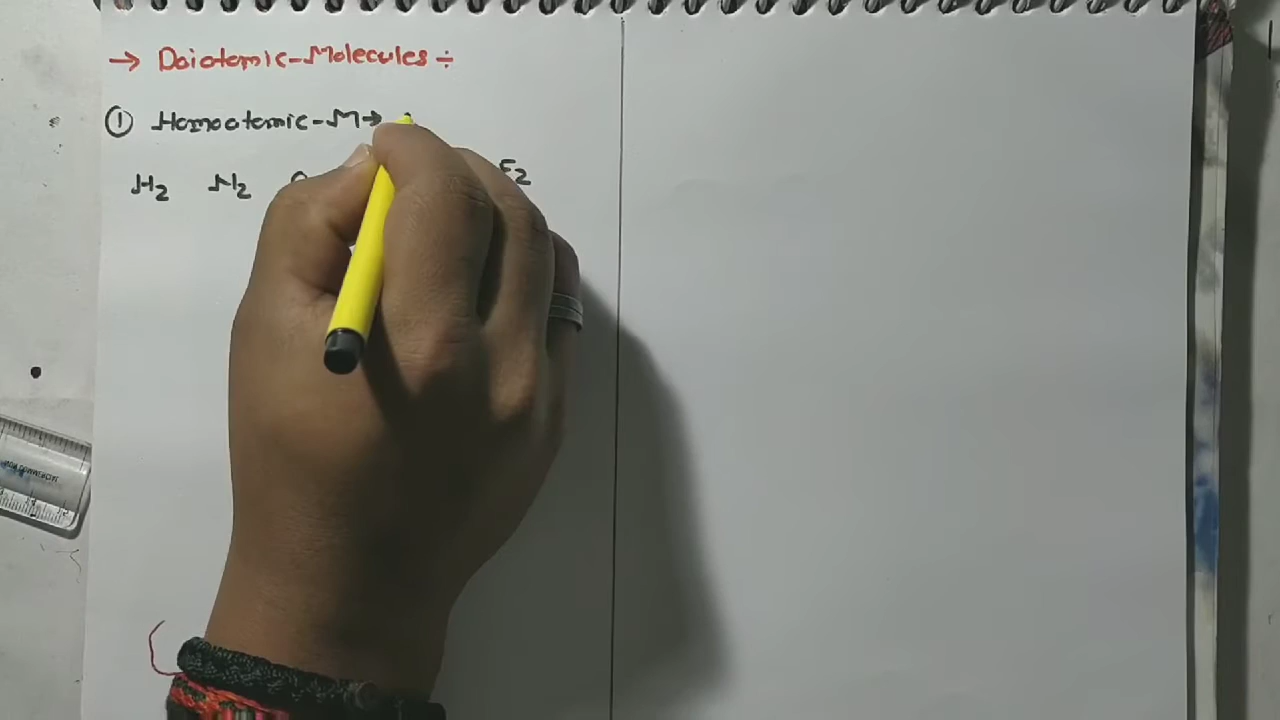 → Daiatomic-Molecules ÷
① Homoatomic-M→
H₂ N₂ F₂